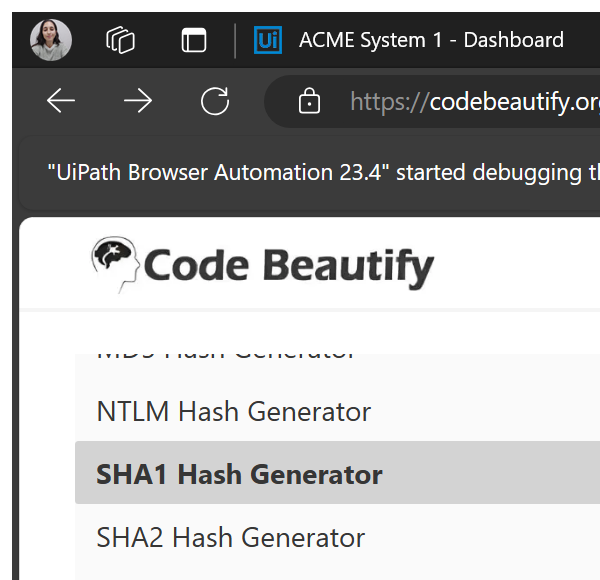 Ui ACME System 1 - Dashboard
https://codebeautify.or
"UiPath Browser Automation 23.4" started debugging
Code Beautify
MD5 Hash Generator
NTLM Hash Generator
SHA1 Hash Generator
SHA2 Hash Generator